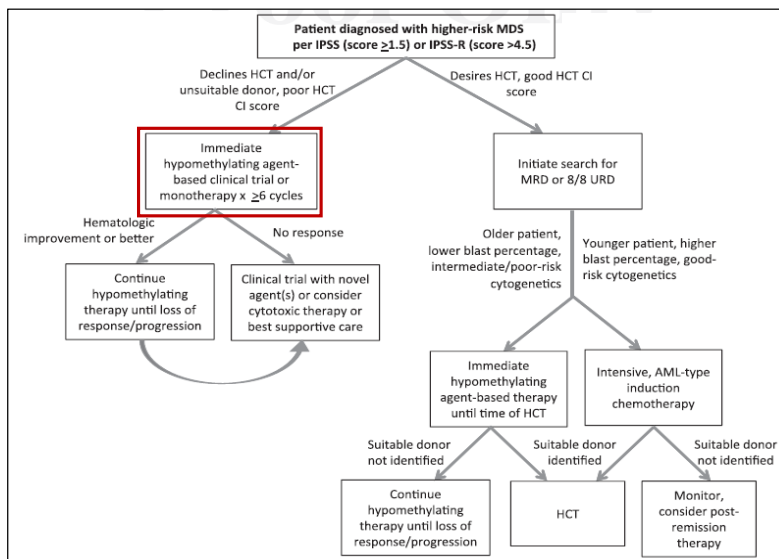 Patient diagnosed with higher-risk MDS
per IPSS (score ≥1.5) or IPSS-R (score >4.5)
Declines HCT and/or
unsuitable donor, poor HCT
CI score
Desires HCT, good HCT CI
score
Immediate
hypomethylating agent-
based clinical trial or
monotherapy x ≥6 cycles
Initiate search for
MRD or 8/8 URD
Hematologic
improvement or better
No response
Older patient,
lower blast percentage,
intermediate/poor-risk
cytogenetics
Younger patient, higher
blast percentage, good-
risk cytogenetics
Continue
hypomethylating
therapy until loss of
response/progression
Clinical trial with novel
agent(s) or consider
cytotoxic therapy or
best supportive care
Immediate
hypomethylating
agent-based therapy
until time of HCT
Intensive, AML-type
induction
chemotherapy
Suitable donor
not identified
Suitable donor
identified
Suitable donor
not identified
Continue
hypomethylating
therapy until loss of
response/progression
HCT
Monitor,
consider post-
remission
therapy